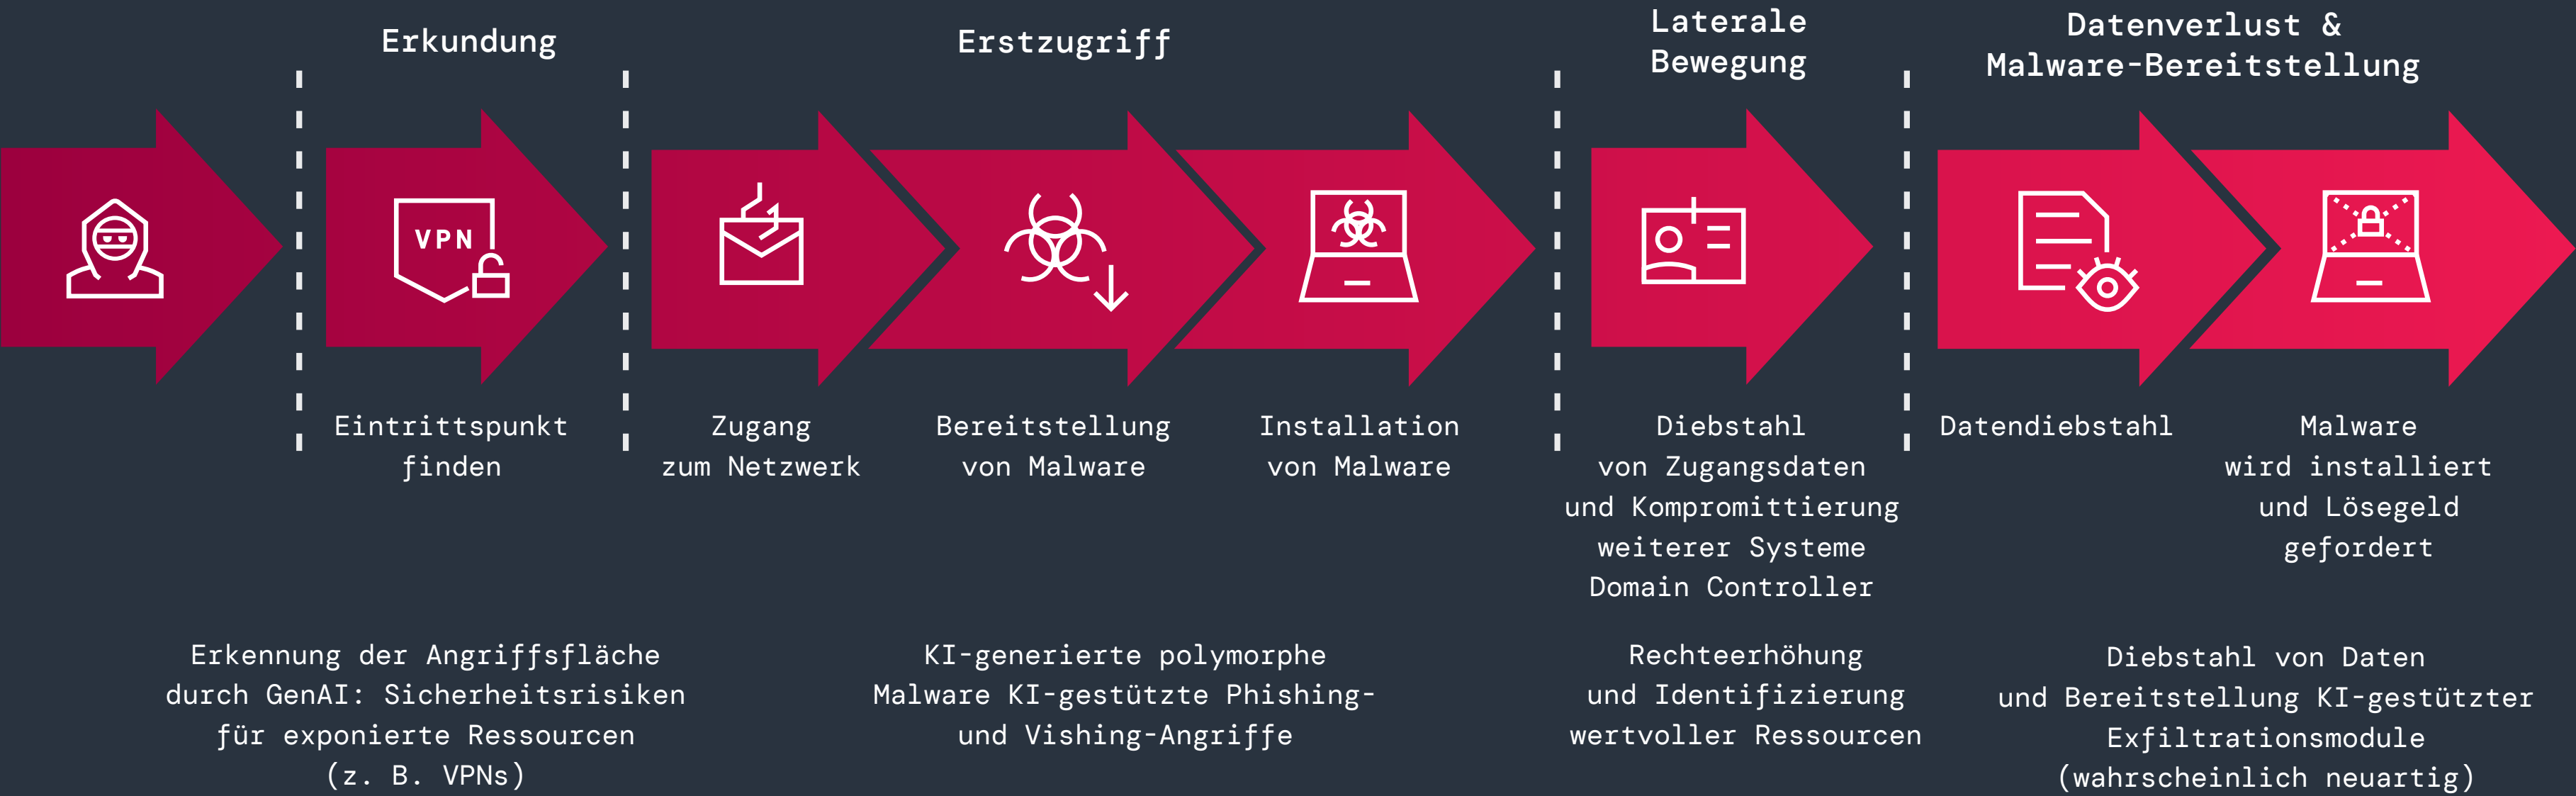 Erkundung
Eintrittspunkt
finden
Erkennung der Angriffsfläche
durch GenAI: Sicherheitsrisiken
für exponierte Ressourcen
(z. B. VPNs)
VPN
Erstzugriff
Zugang
zum Netzwerk
Bereitstellung
von Malware
Installation
von Malware
KI-generierte polymorphe
Malware KI-gestützte Phishing-
und Vishing-Angriffe
Laterale
Bewegung
Diebstahl
von Zugangsdaten
und Kompromittierung
weiterer Systeme
Domain Controller
Rechteerhöhung
und Identifizierung
wertvoller Ressourcen
Datenverlust &
Malware-Bereitstellung
Datendiebstahl
Malware
wird installiert
und Lösegeld
gefordert
Diebstahl von Daten
und Bereitstellung KI-gestützter
Exfiltrationsmodule
(wahrscheinlich neuartig)